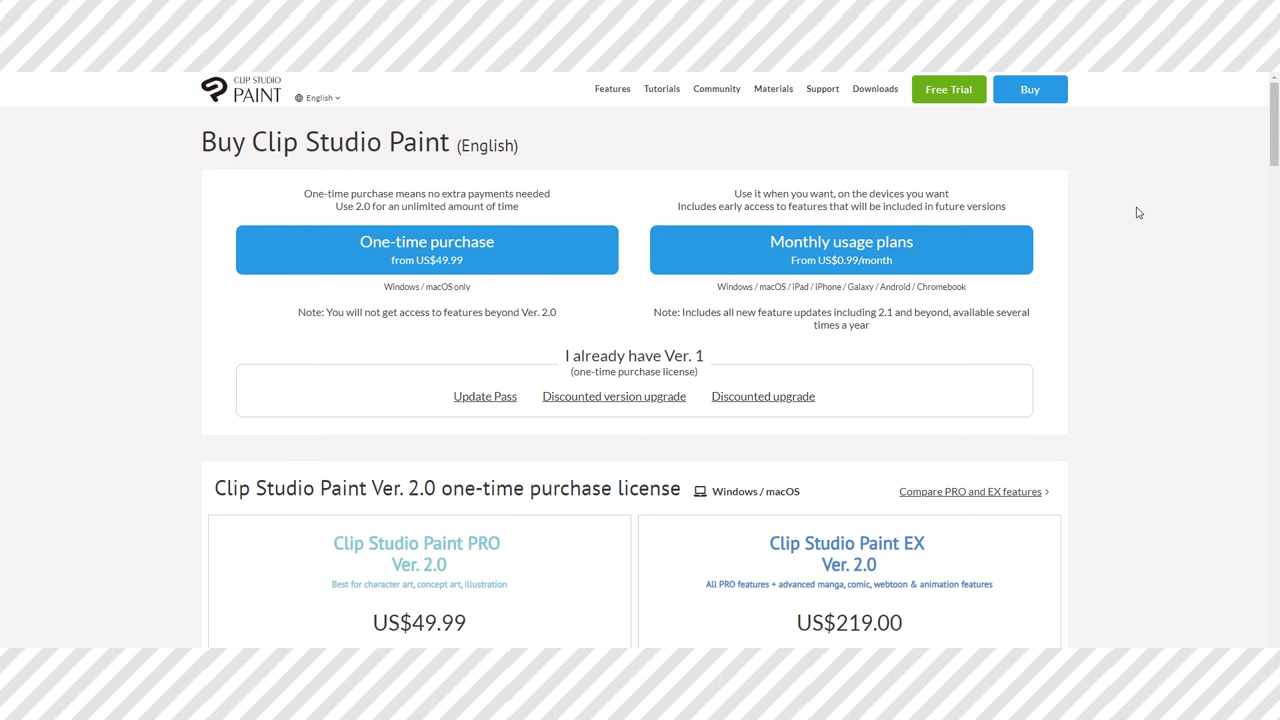 CLIP STUDIO
PAINT
English
Features Tutorials Community Materials Support Downloads Free Trial Buy
Buy Clip Studio Paint (English)
One-time purchase means no extra payments needed
Use 2.0 for an unlimited amount of time
One-time purchase
from US$49.99
Windows / macOS only
Note: You will not get access to features beyond Ver. 2.0
Use it when you want, on the devices you want
Includes early access to features that will be included in future versions
Monthly usage plans
From US$0.99/month
Windows / macOS / iPad / iPhone / Galaxy / Android / Chromebook
Note: Includes all new feature updates including 2.1 and beyond, available several
times a year
I already have Ver. 1
(one-time purchase license)
Update Pass Discounted version upgrade Discounted upgrade
Clip Studio Paint Ver. 2.0 one-time purchase license Windows / macOS Compare PRO and EX features >
Clip Studio Paint PRO
Ver. 2.0
Best for character art, concept art, illustration
US$49.99
Clip Studio Paint EX
Ver. 2.0
All PRO features + advanced manga, comic, webtoon & animation features
US$219.00